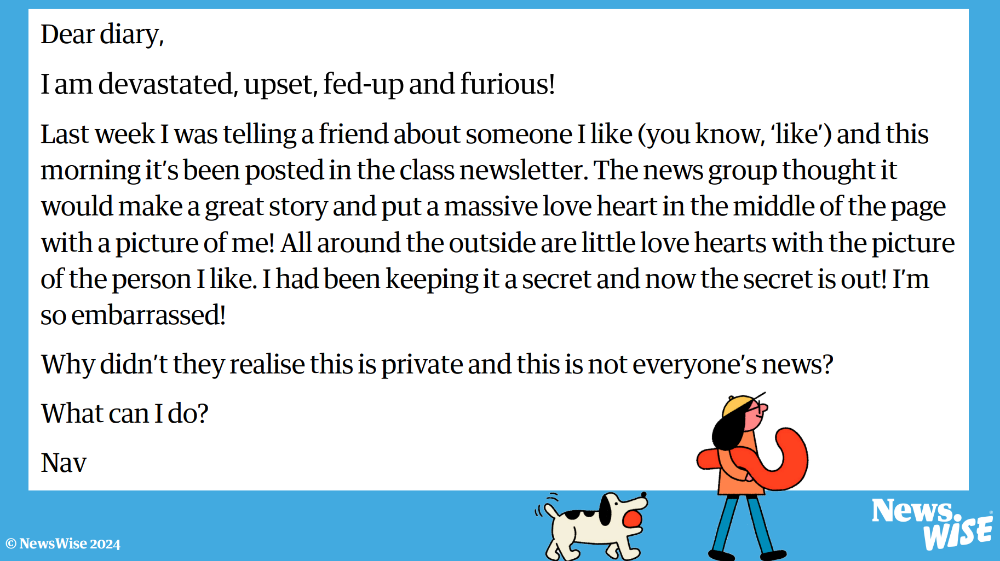 Dear diary,
I am devastated, upset, fed-up and furious!
Last week I was telling a friend about someone I like (you know, ‘like’) and this
morning it’s been posted in the class newsletter. The news group thought it
would make a great story and put a massive love heart in the middle of the page
with a picture of me! All around the outside are little love hearts with the picture
of the person I like. I had been keeping it a secret and now the secret is out! I’m
so embarrassed!
Why didn’t they realise this is private and this is not everyone’s news?
What can I do?
Nav
News.
WISE®
© NewsWise 2024